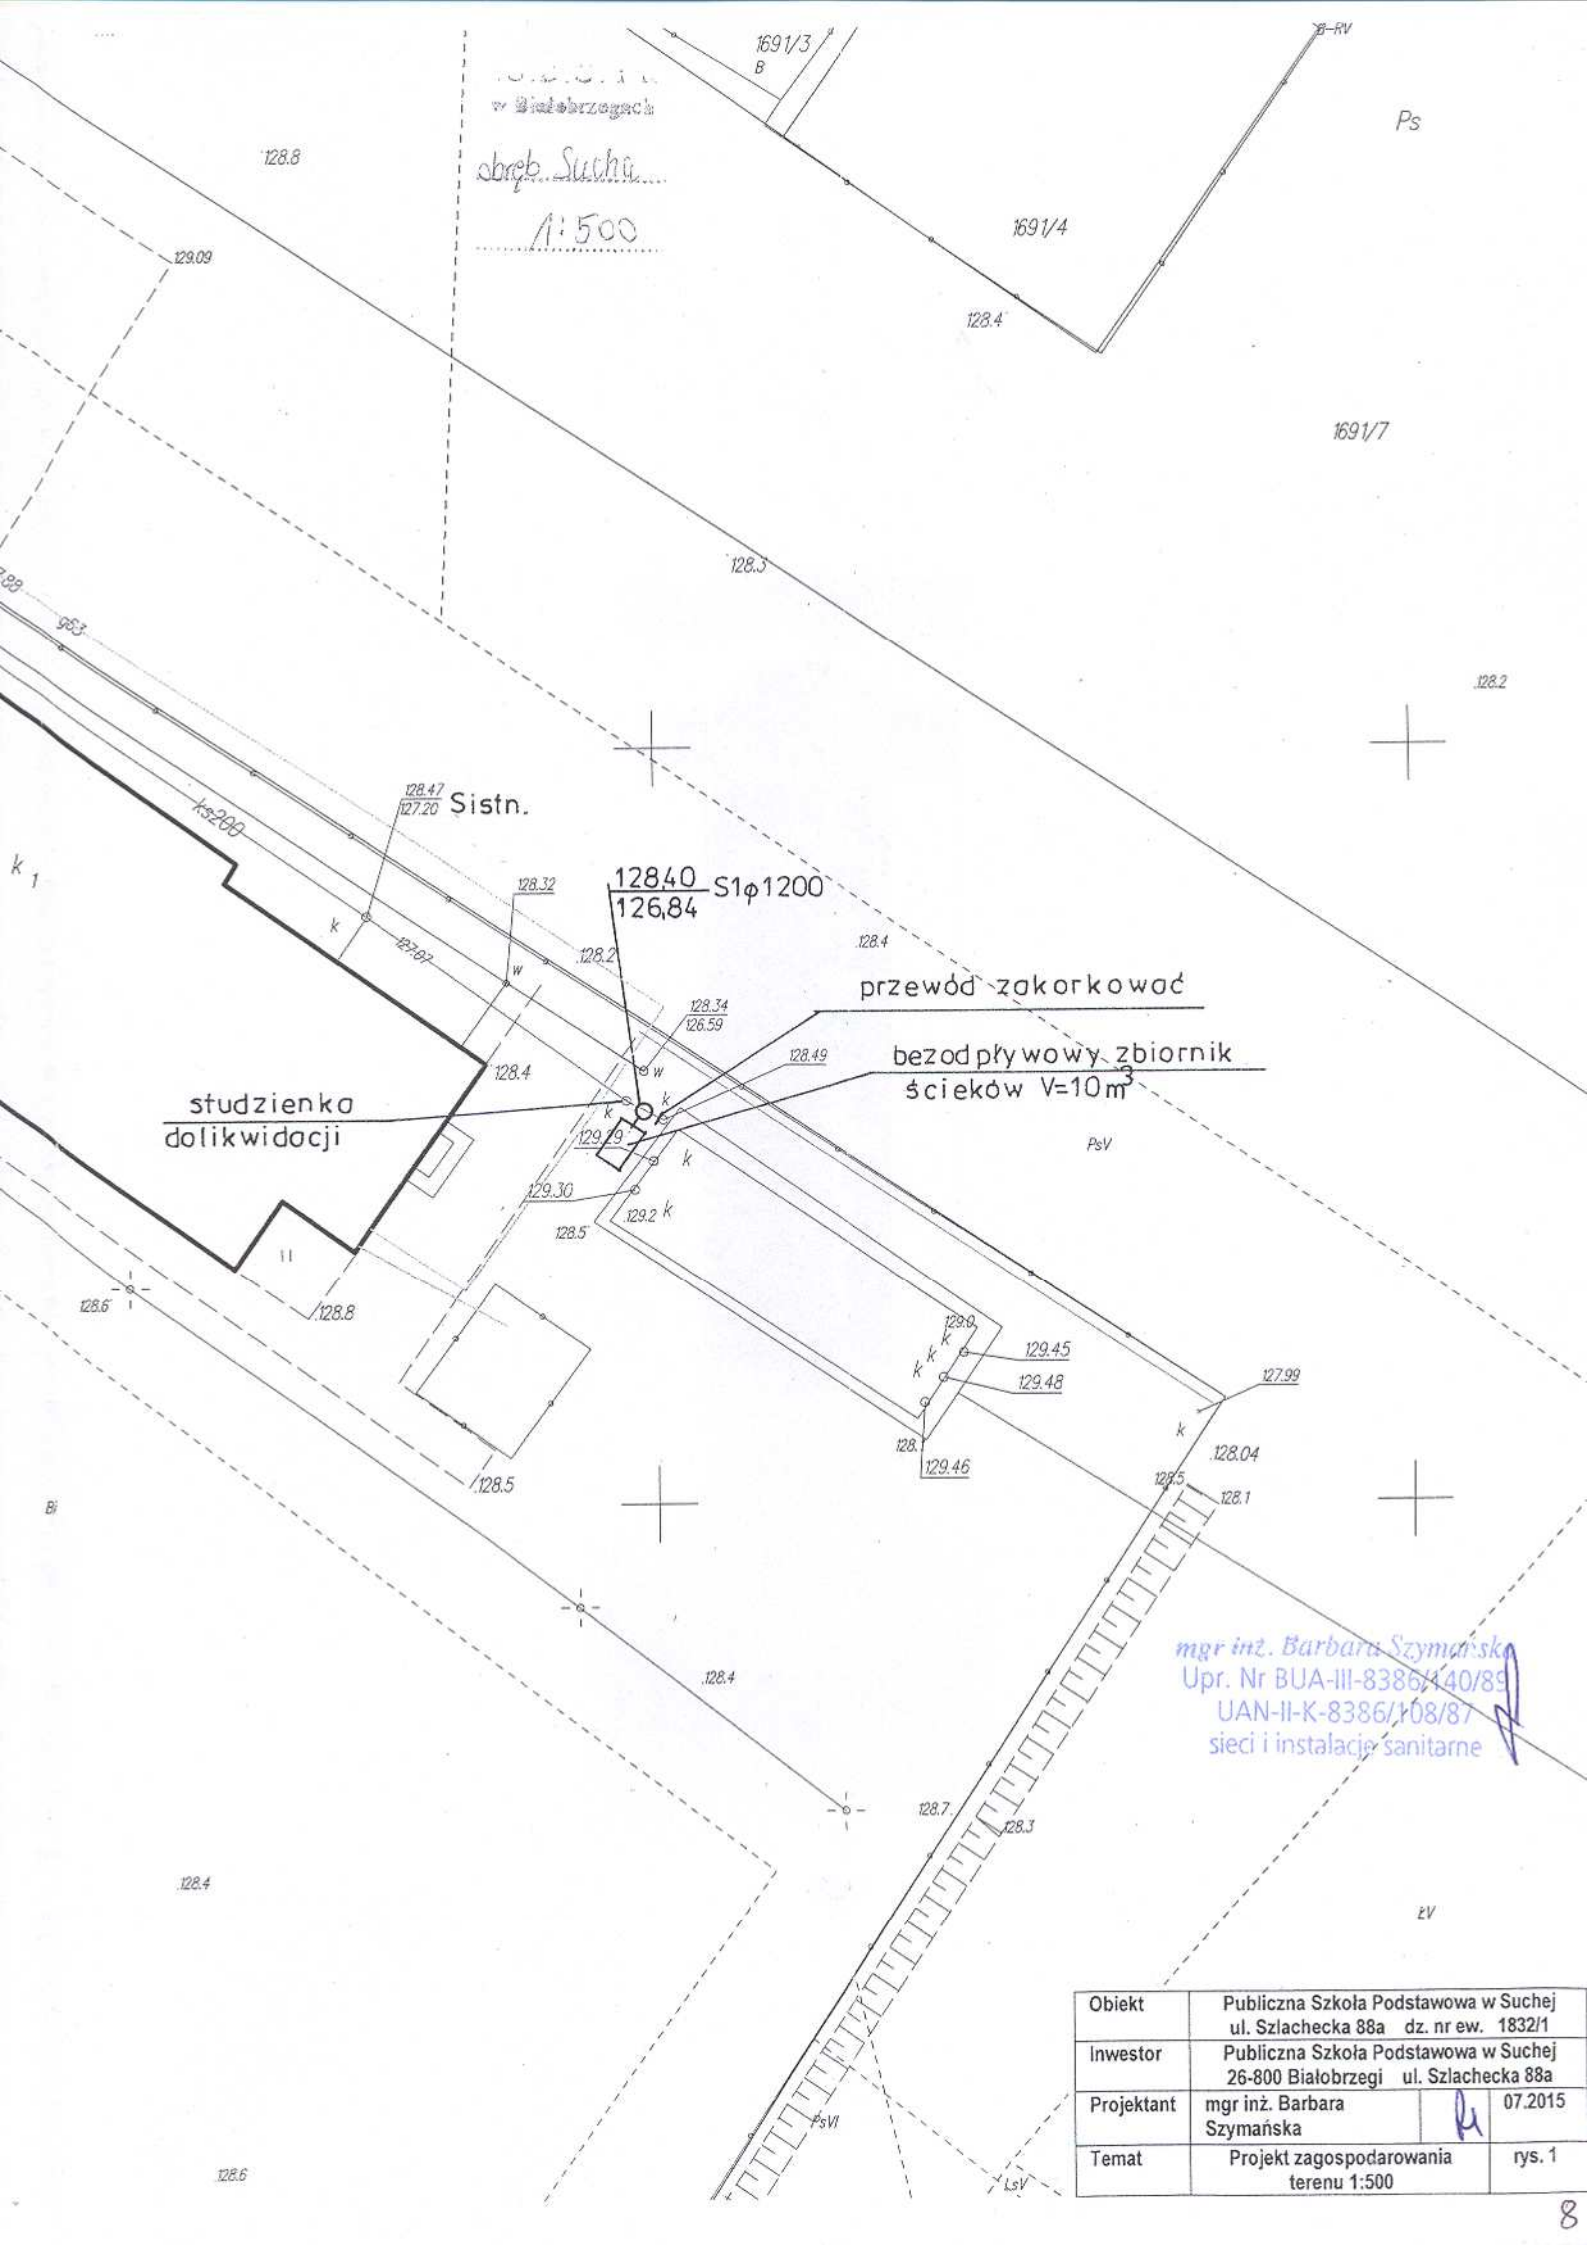 1691/3
B
B-RV
Ps
w Białobrzegach
obręb Sucha
1:500
128.8
129.09
1691/4
128.4
1691/7
128.3
128.2
g63
ks200
128.47
127.20
Sistn.
k 1
128.32
128,40
126,84
S1φ1200
k
127.07
w
128.2
128.4
przewód zakorkować
128.34
126.59
128.49
bezodpływowy zbiornik
ścieków V=10m³
w
128.4
studzienka
do likwidacji
k
k
129.29
k
PsV
129.30
129.2
k
128.5
11
128.6
128.8
129.0
k
k
k
129.45
129.48
127.99
k
128.
129.46
128.04
128.5
128.1
128.5
Bi
mgr inż. Barbara Szymańska
Upr. Nr BUA-III-8386/140/89
UAN-II-K-8386/108/87
sieci i instalacje sanitarne
128.4
128.7
128.3
128.4
ŁV
PsVI
LsV
128.6
Obiekt
Publiczna Szkoła Podstawowa w Suchej
ul. Szlachecka 88a dz. nr ew. 1832/1
Inwestor
Publiczna Szkoła Podstawowa w Suchej
26-800 Białobrzegi ul. Szlachecka 88a
Projektant
mgr inż. Barbara
Szymańska
07.2015
Temat
Projekt zagospodarowania
terenu 1:500
rys. 1
8